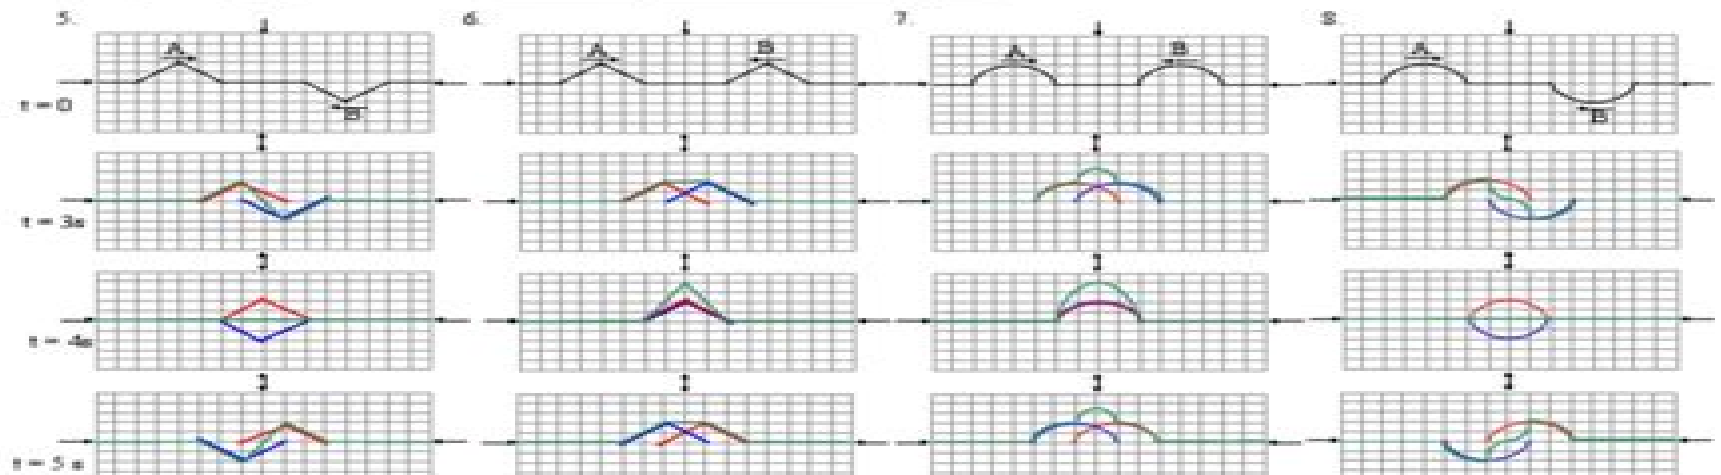 5. 6. 7. 8.
A A B A B A
t = 0 B B
t = 3s
t = 4s
t = 5 s